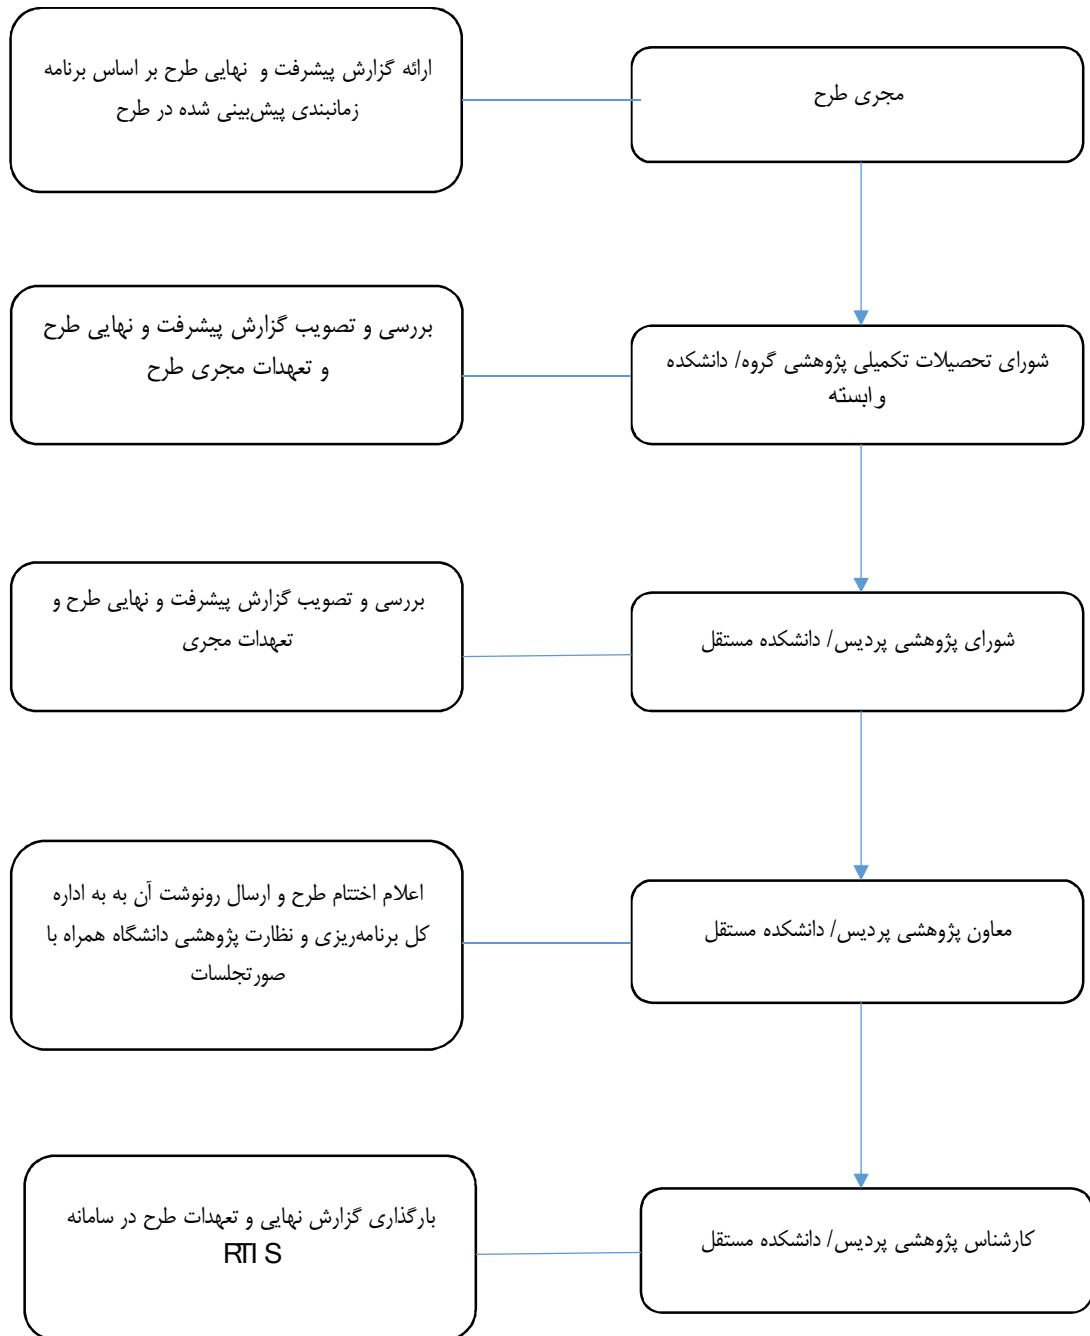 مجری طرح
ارائه گزارش پیشرفت و نهایی طرح بر اساس برنامه
زمانبندی پیش‌بینی شده در طرح
شورای تحصیلات تکمیلی پژوهشی گروه/ دانشکده
وابسته
بررسی و تصویب گزارش پیشرفت و نهایی طرح
و تعهدات مجری طرح
شورای پژوهشی پردیس/ دانشکده مستقل
بررسی و تصویب گزارش پیشرفت و نهایی طرح و
تعهدات مجری
معاون پژوهشی پردیس/ دانشکده مستقل
اعلام اختتام طرح و ارسال رونوشت آن به به اداره
کل برنامه‌ریزی و نظارت پژوهشی دانشگاه همراه با
صورتجلسات
کارشناس پژوهشی پردیس/ دانشکده مستقل
بارگذاری گزارش نهایی و تعهدات طرح در سامانه
RTIS